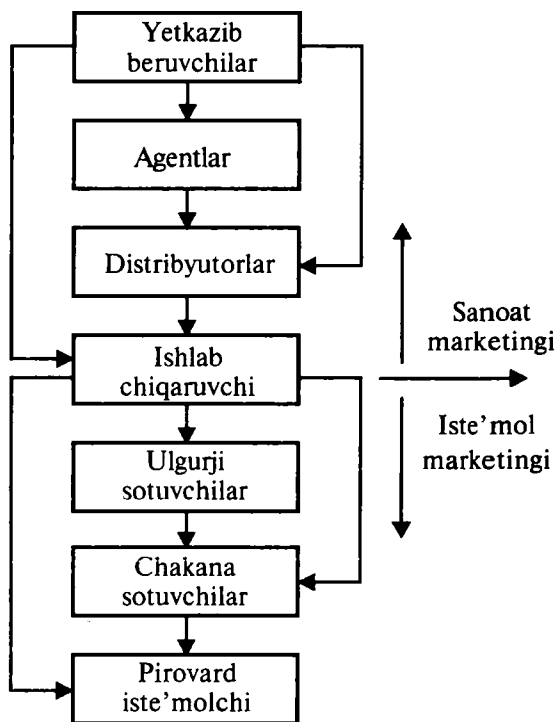 Yetkazib
beruvchilar
Agentlar
Distribyutorlar
Sanoat
marketingi
Ishlab
chiqaruvchi
Iste’mol
marketingi
Ulgurji
sotuvchilar
Chakana
sotuvchilar
Pirovard
iste’molchi